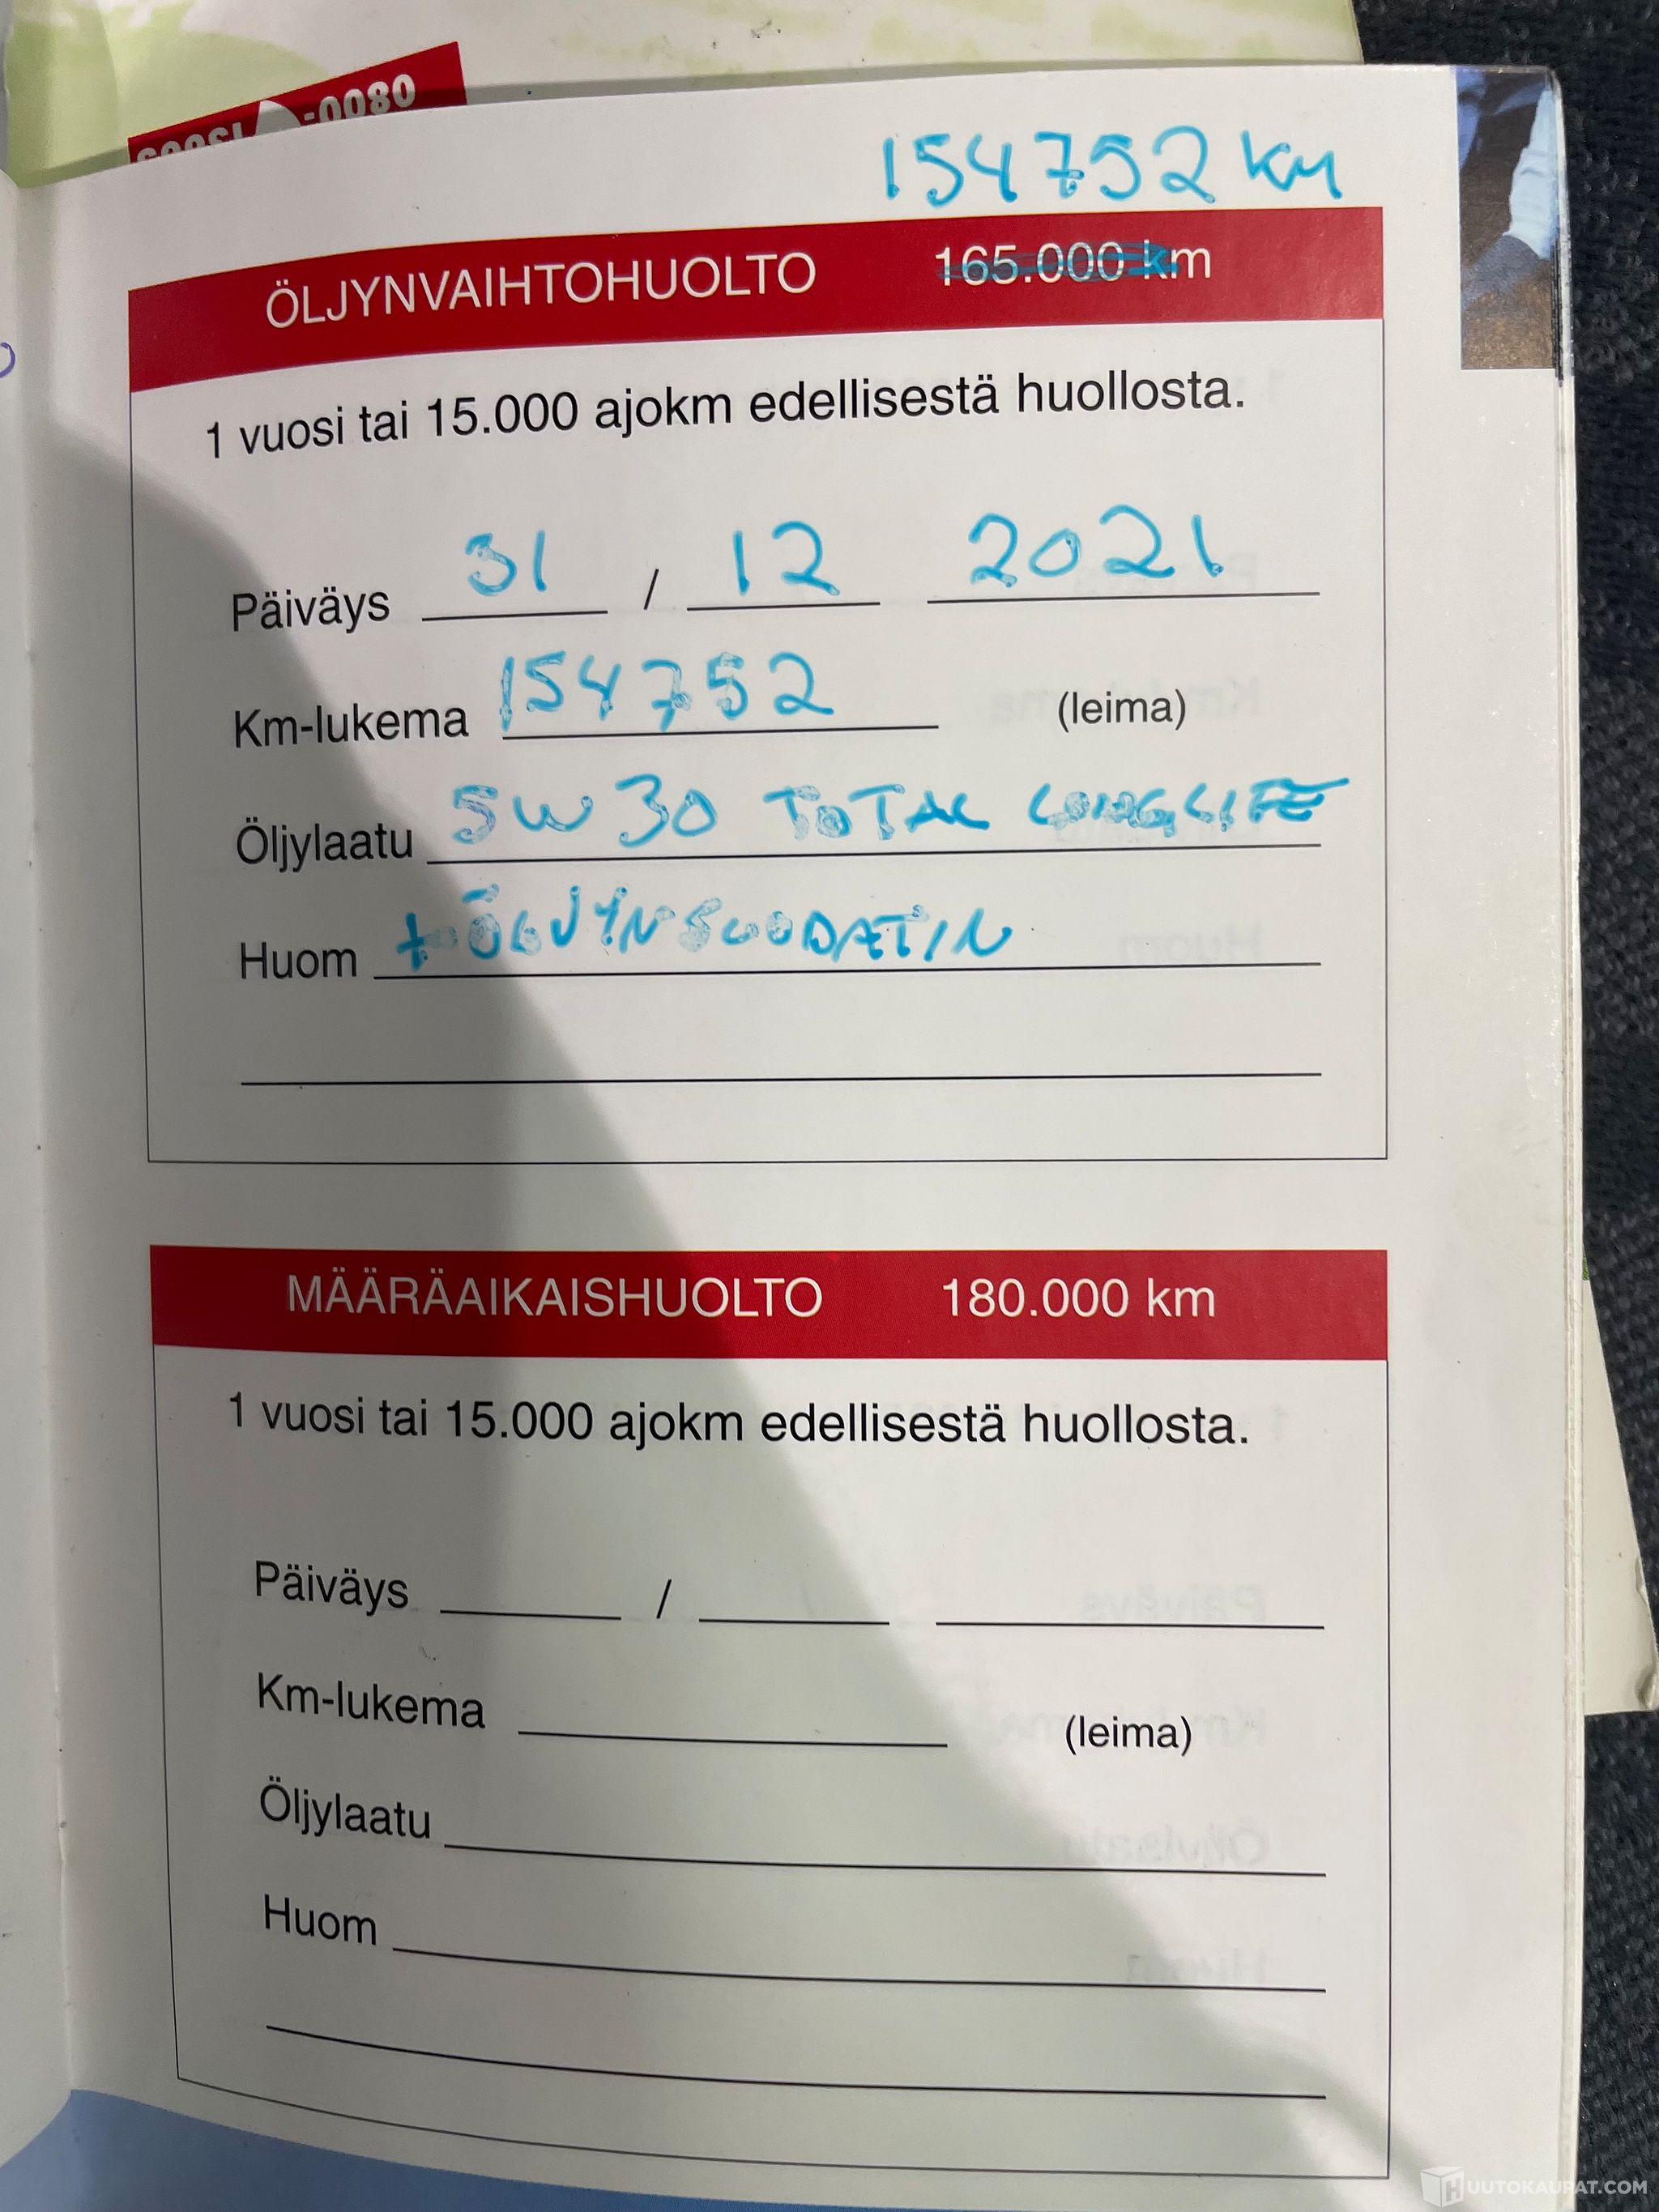 -0080
154752 km
ÖLJYNVAIHTOHUOLTO 165.000 km
1 vuosi tai 15.000 ajokm edellisestä huollosta.
Päiväys 31 / 12 2021
Km-lukema 154752 (leima)
Öljylaatu 5W30 TOTAL LONGLIFE
Huom + ÖLJYNSUODATIN
MÄÄRÄAIKAISHUOLTO 180.000 km
1 vuosi tai 15.000 ajokm edellisestä huollosta.
Päiväys /
Km-lukema (leima)
Öljylaatu
Huom
HUUTOKAUPAT.COM